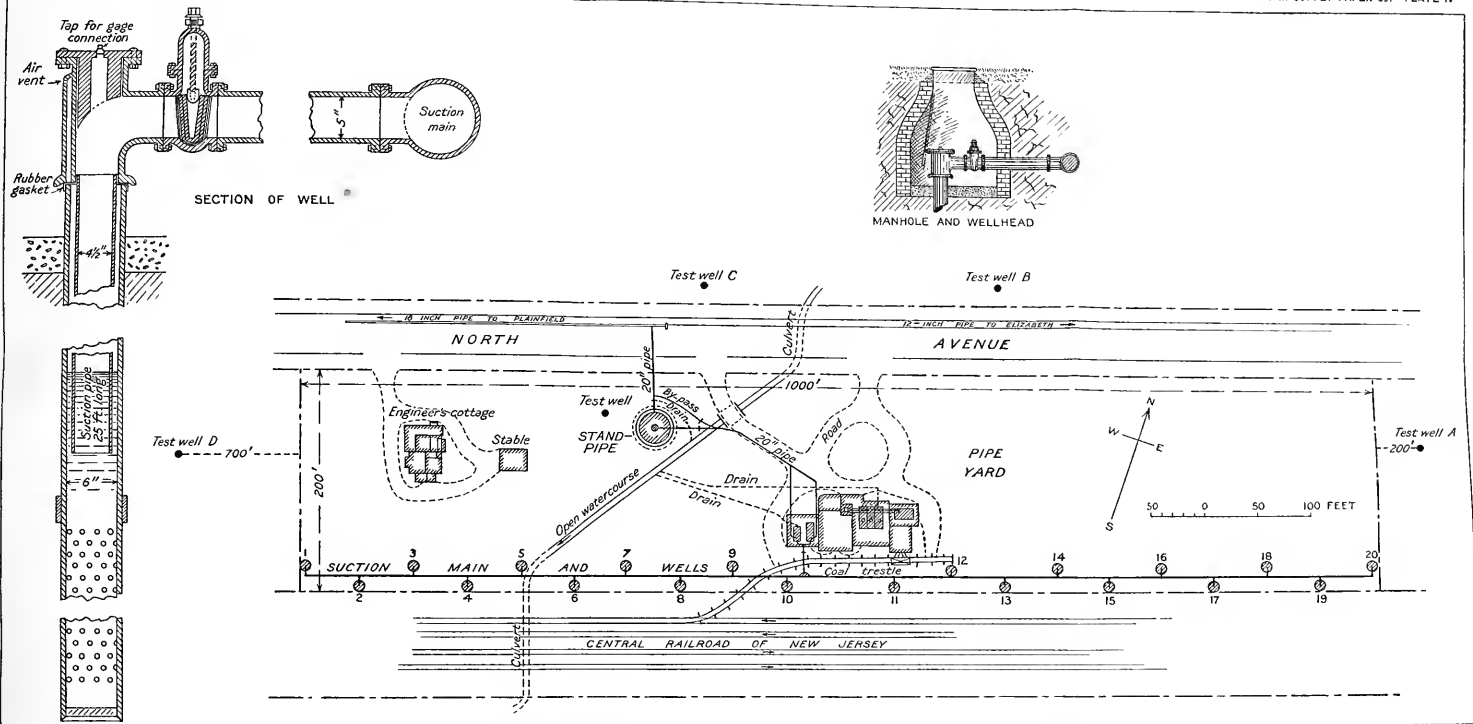 Tap for gage
connection
Air
vent
5"
Suction
main
Rubber
gasket
SECTION OF WELL
4½"
MANHOLE AND WELLHEAD
Test well C
Test well B
16 INCH PIPE TO PLAINFIELD
12-INCH PIPE TO ELIZABETH
NORTH
AVENUE
Culvert
20" pipe
1000'
By-pass
Drain
Engineer's cottage
Test well
STAND-
PIPE
Stable
Test well D
700'
200'
20" pipe
Road
PIPE
YARD
N
W
E
S
Test well A
200'
Suction pipe
25 ft. long
6"
Open watercourse
Drain
Drain
50 0 50 100 FEET
1 3 5 7 9 12 14 16 18 20
SUCTION MAIN AND WELLS
Coal trestle
2 4 6 8 10 11 13 15 17 19
Culvert
CENTRAL RAILROAD OF NEW JERSEY